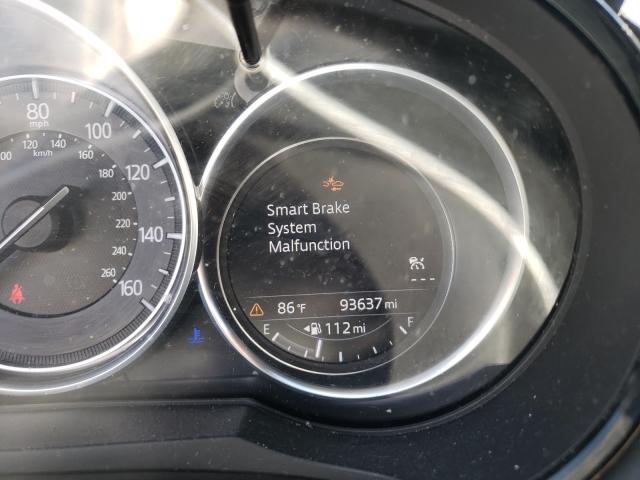 80
mph
100
120
140
160
100
120
140
km/h
160
180
200
220
240
260
Smart Brake
System
Malfunction
---
86°F
93637 mi
E
112 mi
F